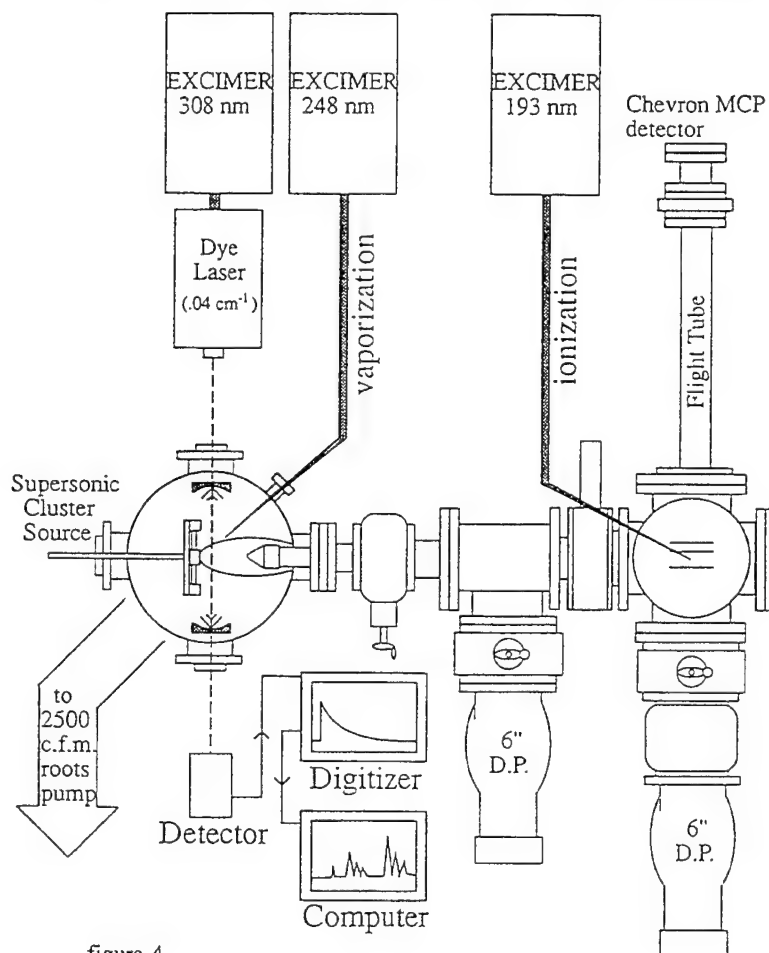 EXCIMER
308 nm
EXCIMER
248 nm
EXCIMER
193 nm
Chevron MCP
detector
Dye
Laser
(.04 cm⁻¹)
vaporization
ionization
Flight Tube
Supersonic
Cluster
Source
to
2500
c.f.m.
roots
pump
Detector
Digitizer
Computer
6"
D.P.
6"
D.P.
figure 4